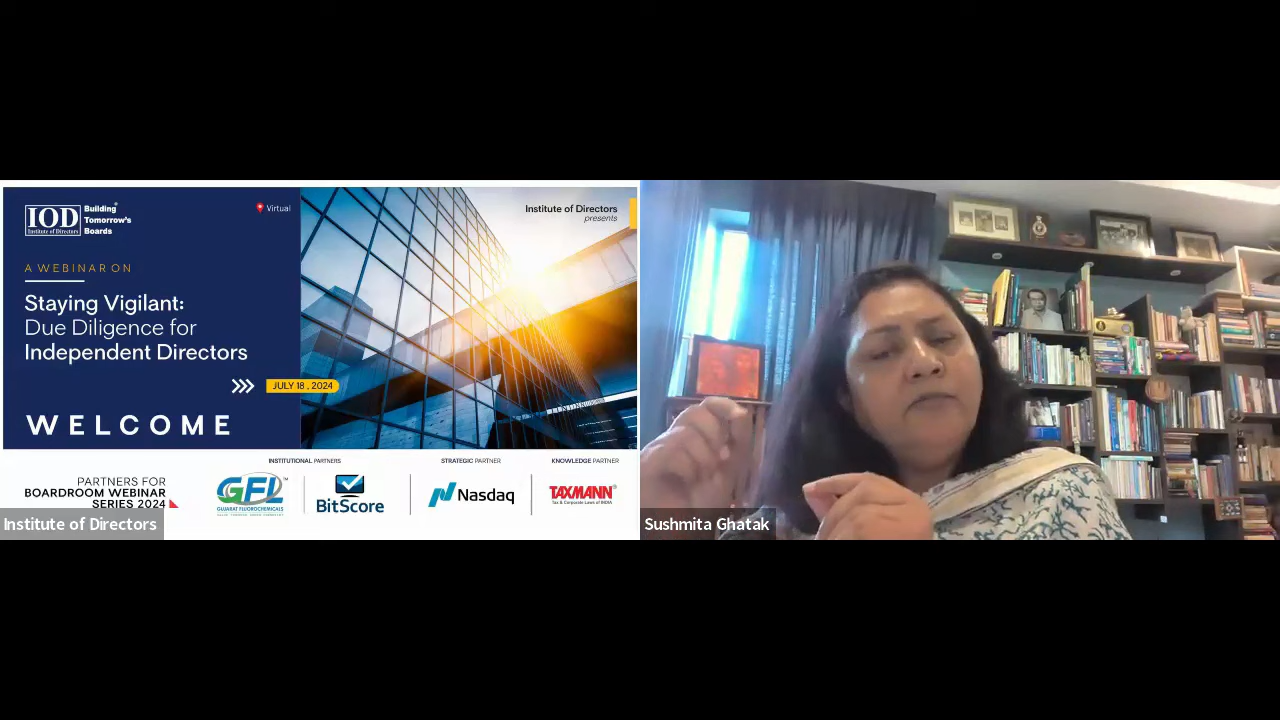 IOD
Institute of Directors
Building
Tomorrow's
Boards
Virtual
Institute of Directors
presents
A WEBINAR ON
Staying Vigilant:
Due Diligence for
Independent Directors
JULY 18, 2024
WELCOME
INSTITUTIONAL PARTNERS
STRATEGIC PARTNER
KNOWLEDGE PARTNER
PARTNERS FOR
BOARDROOM WEBINAR
SERIES 2024
GFL™
GUJARAT FLUOROCHEMICALS
BitScore
Nasdaq
TAXMANN®
Tax & Corporate Laws of INDIA
Institute of Directors
Sushmita Ghatak